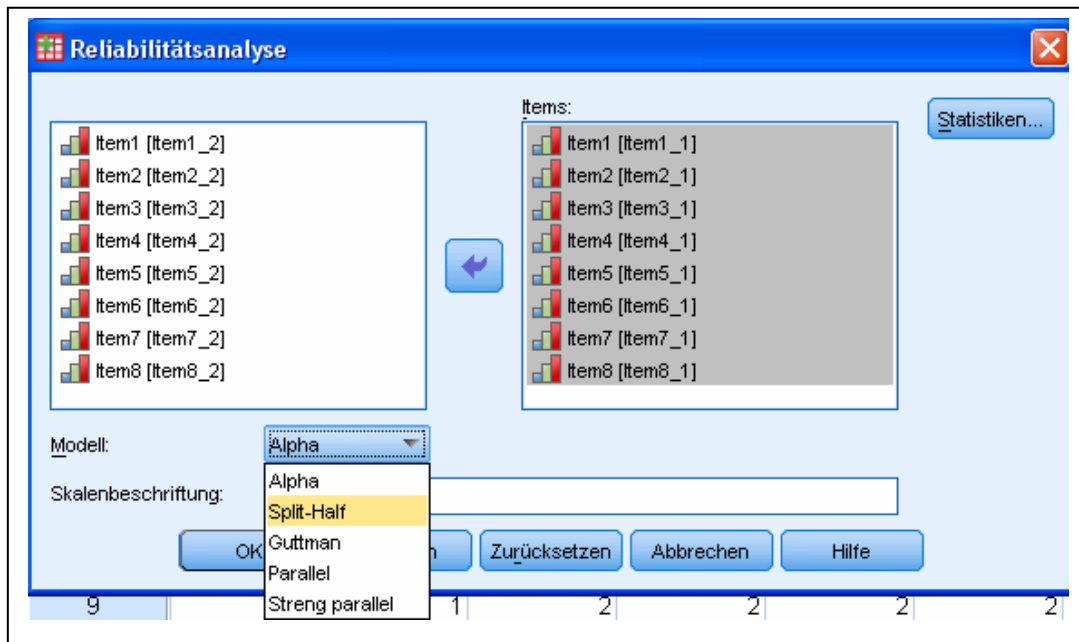 Reliabilitätsanalyse
Items:
Statistiken...
Item1 [Item1_2]
Item2 [Item2_2]
Item3 [Item3_2]
Item4 [Item4_2]
Item5 [Item5_2]
Item6 [Item6_2]
Item7 [Item7_2]
Item8 [Item8_2]
Item1 [Item1_1]
Item2 [Item2_1]
Item3 [Item3_1]
Item4 [Item4_1]
Item5 [Item5_1]
Item6 [Item6_1]
Item7 [Item7_1]
Item8 [Item8_1]
Modell: Alpha
Alpha
Split-Half
Guttman
Parallel
Streng parallel
Skalenbeschriftung:
OK Zurücksetzen Abbrechen Hilfe
9 1 2 2 2 2